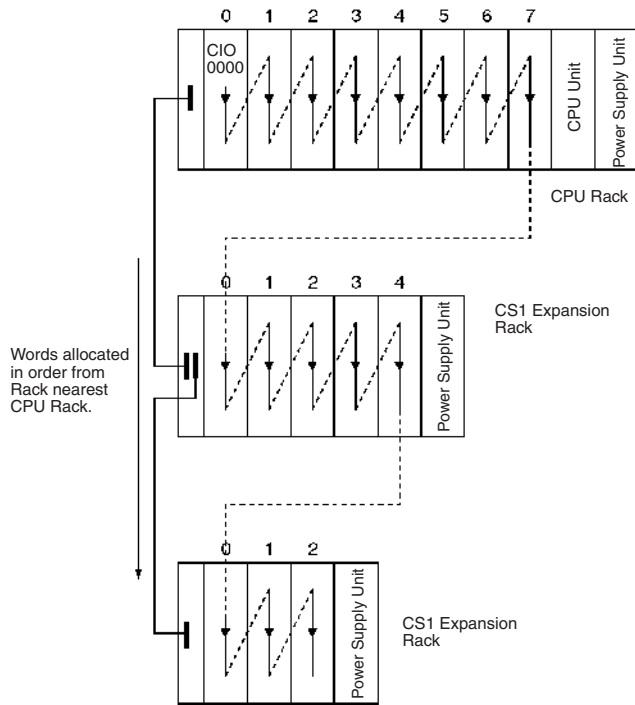 0 1 2 3 4 5 6 7
CIO
0000
CPU Unit
Power Supply Unit
CPU Rack
0 1 2 3 4
Power Supply Unit
CS1 Expansion
Rack
Words allocated
in order from
Rack nearest
CPU Rack.
0 1 2
Power Supply Unit
CS1 Expansion
Rack